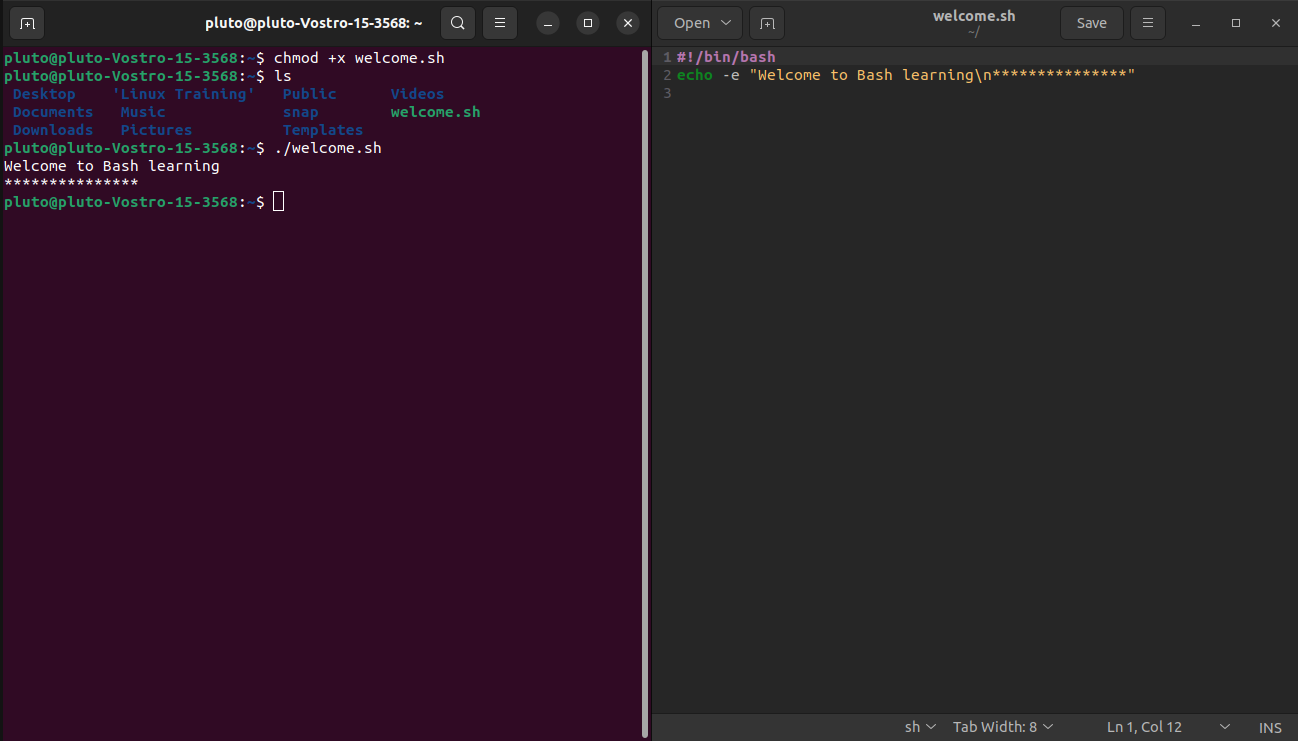 pluto@pluto-Vostro-15-3568: ~
pluto@pluto-Vostro-15-3568:~$ chmod +x welcome.sh
pluto@pluto-Vostro-15-3568:~$ ls
Desktop 'Linux Training' Public Videos
Documents Music snap welcome.sh
Downloads Pictures Templates
pluto@pluto-Vostro-15-3568:~$ ./welcome.sh
Welcome to Bash learning
***************
pluto@pluto-Vostro-15-3568:~$
Open
welcome.sh
~/
Save
1 #!/bin/bash
2 echo -e "Welcome to Bash learning\n***************"
3
sh Tab Width: 8 Ln 1, Col 12 INS